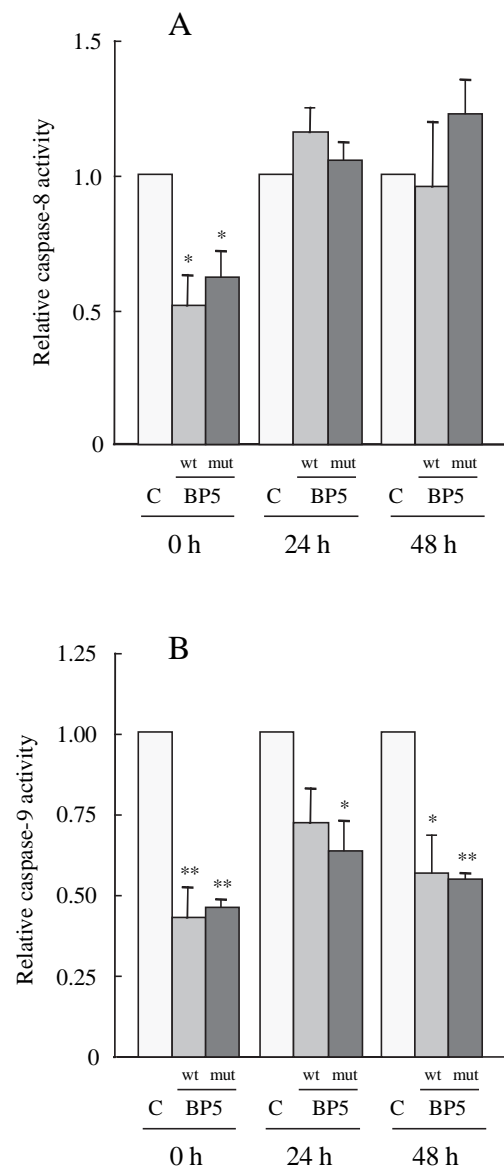 A
Relative caspase-8 activity
1.5
1.0
0.5
0
* *
wt mut wt mut wt mut
C BP5 C BP5 C BP5
0 h 24 h 48 h
B
Relative caspase-9 activity
1.25
1.00
0.75
0.50
0.25
0
** ** * * **
wt mut wt mut wt mut
C BP5 C BP5 C BP5
0 h 24 h 48 h